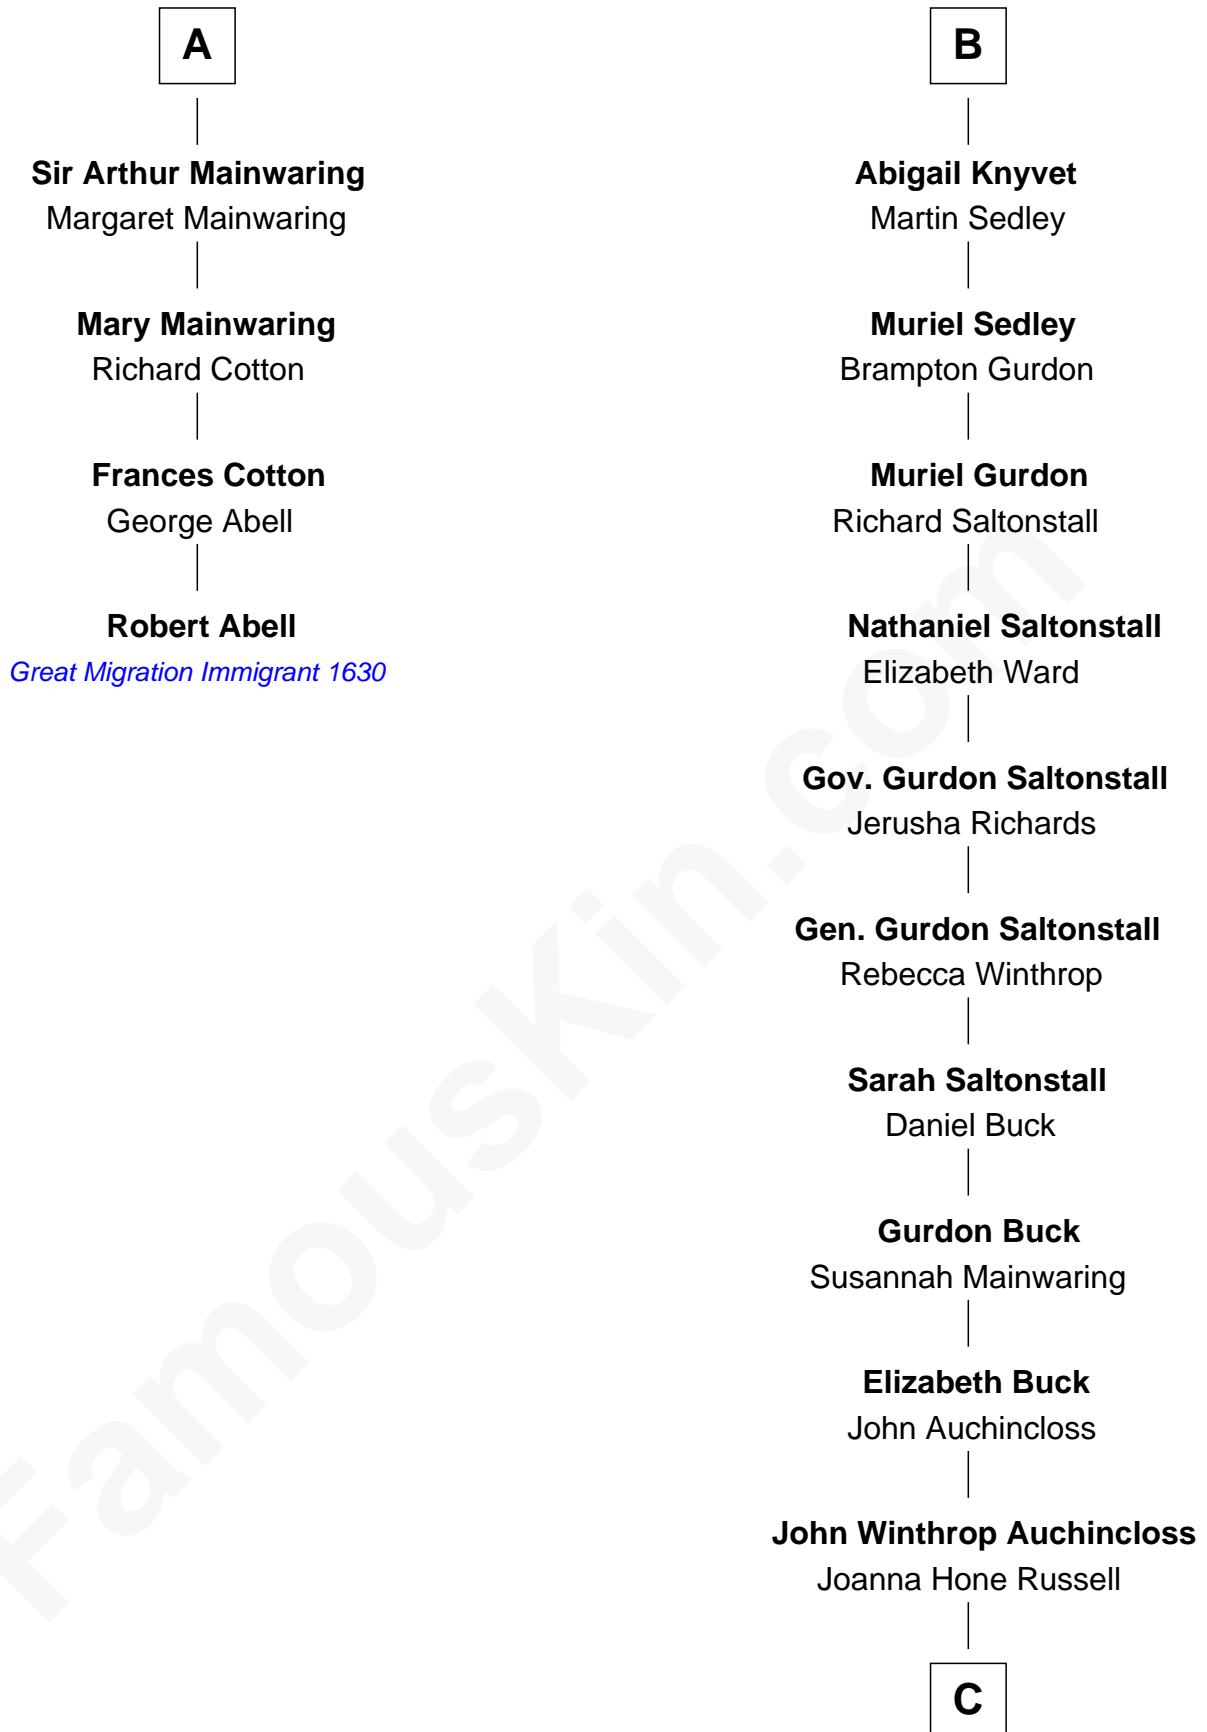 A
Sir Arthur Mainwaring
Margaret Mainwaring
Mary Mainwaring
Richard Cotton
Frances Cotton
George Abell
Robert Abell
Great Migration Immigrant 1630
B
Abigail Knyvet
Martin Sedley
Muriel Sedley
Brampton Gurdon
Muriel Gurdon
Richard Saltonstall
Nathaniel Saltonstall
Elizabeth Ward
Gov. Gurdon Saltonstall
Jerusha Richards
Gen. Gurdon Saltonstall
Rebecca Winthrop
Sarah Saltonstall
Daniel Buck
Gurdon Buck
Susannah Mainwaring
Elizabeth Buck
John Auchincloss
John Winthrop Auchincloss
Joanna Hone Russell
C
FamousKin.com